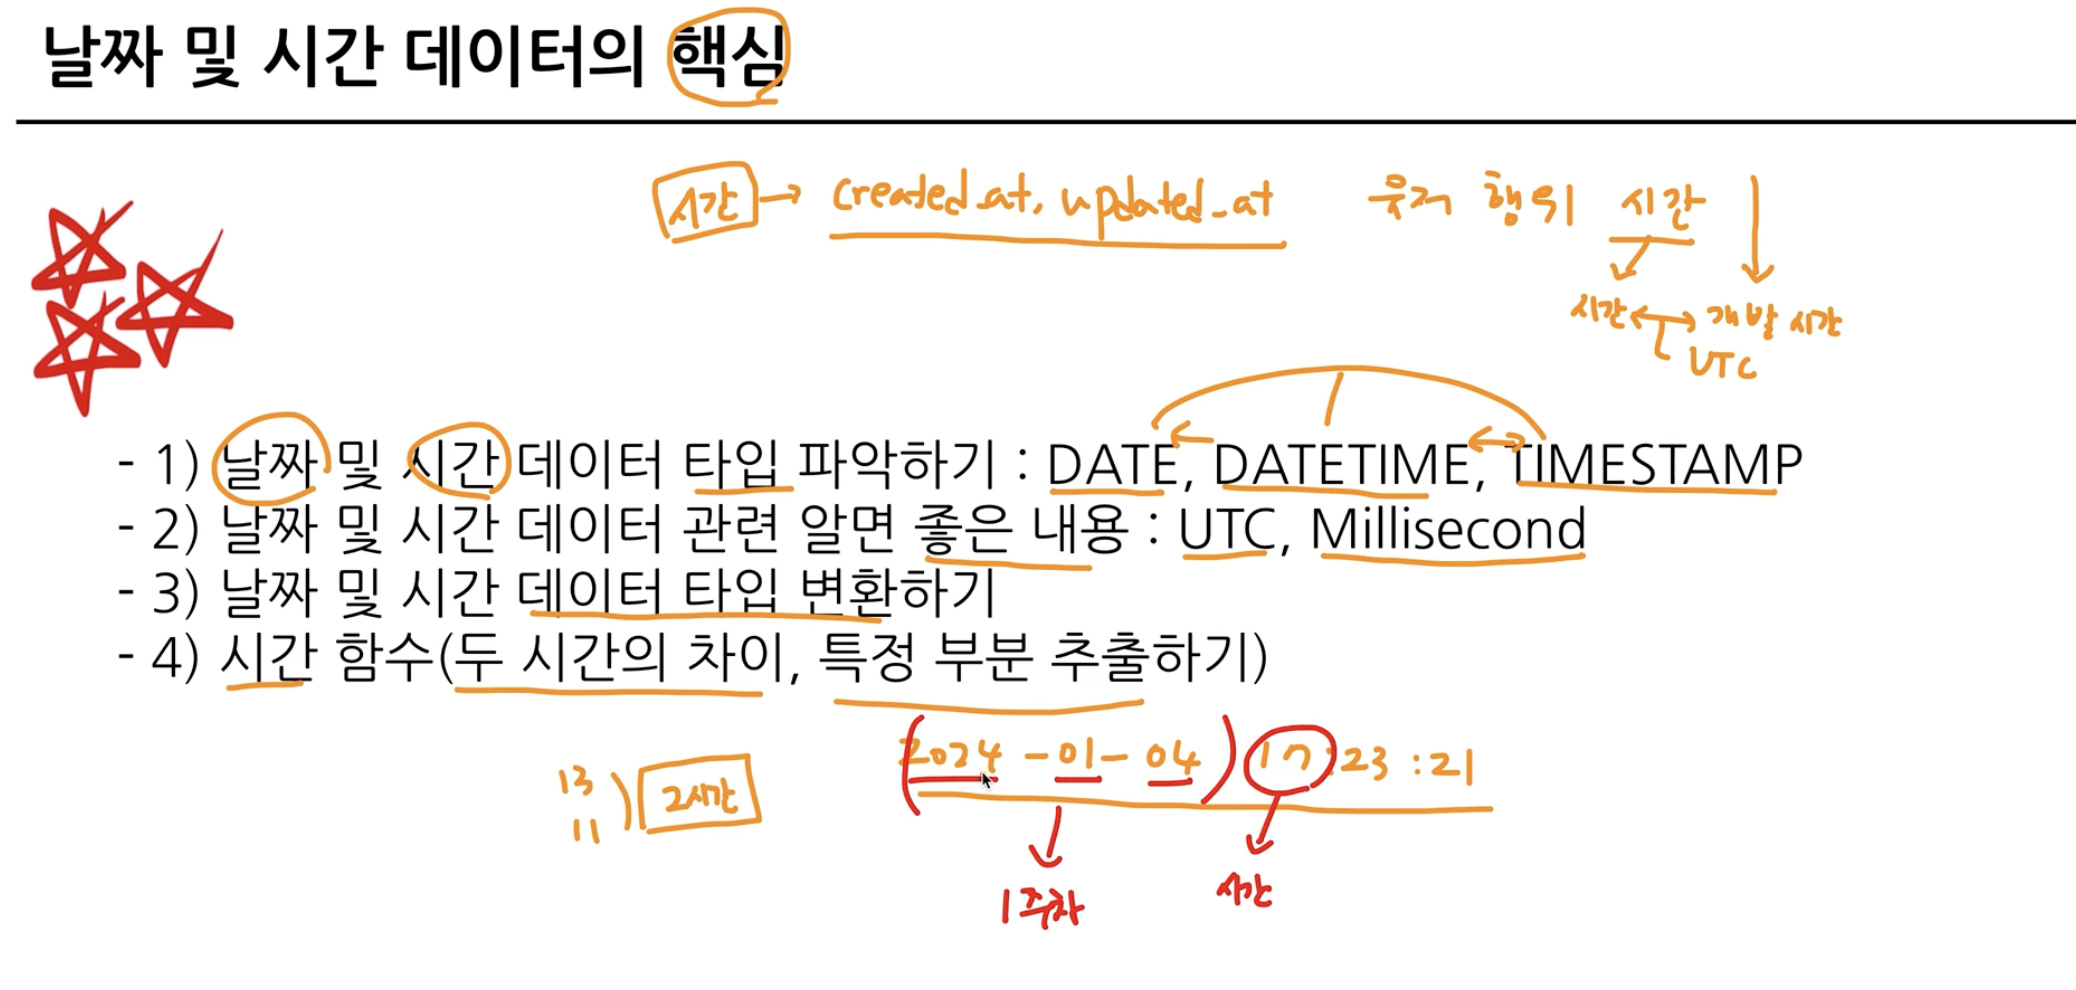 날짜 및 시간 데이터의 핵심
시간 → created_at, updated_at 유저 행위 시간
시간 ↔ 개발 시간
UTC
- 1) 날짜 및 시간 데이터 타입 파악하기 : DATE, DATETIME, TIMESTAMP
- 2) 날짜 및 시간 데이터 관련 알면 좋은 내용 : UTC, Millisecond
- 3) 날짜 및 시간 데이터 타입 변환하기
- 4) 시간 함수(두 시간의 차이, 특정 부분 추출하기)
(2024-01-04) 17:23:21
13
11
2시간
1주차
시간